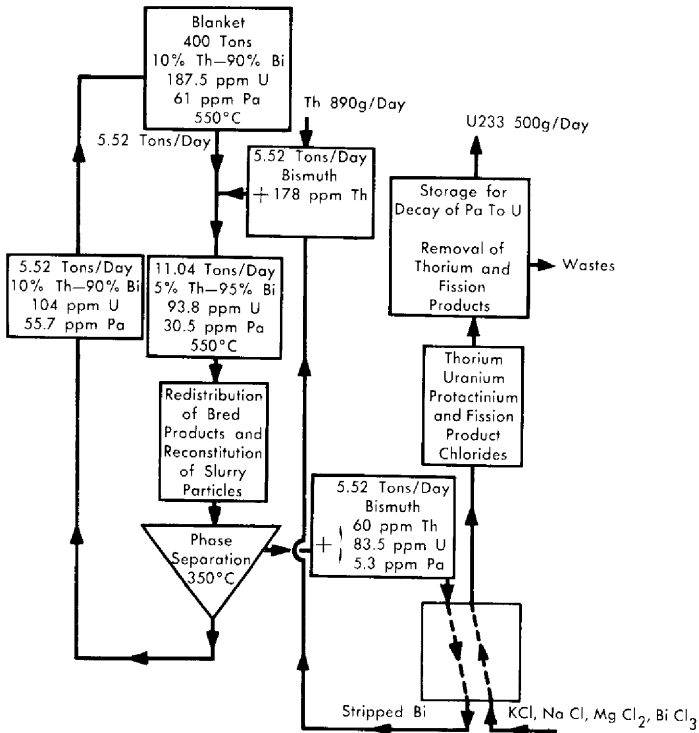 Blanket
400 Tons
10% Th–90% Bi
187.5 ppm U
61 ppm Pa
550°C
5.52 Tons/Day
Th 890g/Day
5.52 Tons/Day
Bismuth
+ 178 ppm Th
U233 500g/Day
Storage for
Decay of Pa To U
Removal of
Thorium and
Fission
Products
Wastes
5.52 Tons/Day
10% Th–90% Bi
104 ppm U
55.7 ppm Pa
11.04 Tons/Day
5% Th–95% Bi
93.8 ppm U
30.5 ppm Pa
550°C
Thorium
Uranium
Protactinium
and Fission
Product
Chlorides
Redistribution
of Bred
Products and
Reconstitution
of Slurry
Particles
5.52 Tons/Day
Bismuth
+ } 60 ppm Th
83.5 ppm U
5.3 ppm Pa
Phase
Separation
350°C
Stripped Bi
KCl, Na Cl, Mg Cl₂, Bi Cl₃